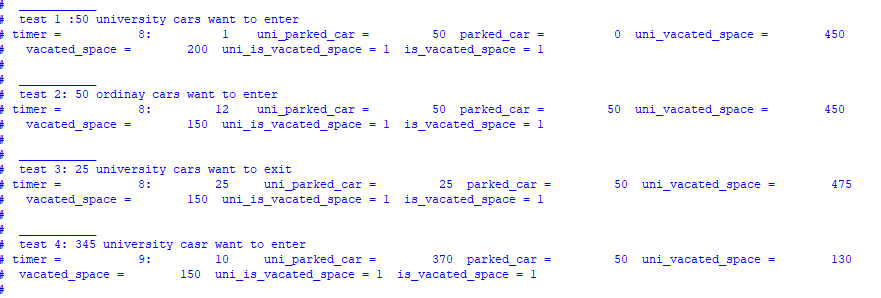 # ___________
# test 1 :50 university cars want to enter
# timer = 8: 1 uni_parked_car = 50 parked_car = 0 uni_vacated_space = 450
# vacated_space = 200 uni_is_vacated_space = 1 is_vacated_space = 1
#
# ___________
# test 2: 50 ordinay cars want to enter
# timer = 8: 12 uni_parked_car = 50 parked_car = 50 uni_vacated_space = 450
# vacated_space = 150 uni_is_vacated_space = 1 is_vacated_space = 1
#
# ___________
# test 3: 25 university cars want to exit
# timer = 8: 25 uni_parked_car = 25 parked_car = 50 uni_vacated_space = 475
# vacated_space = 150 uni_is_vacated_space = 1 is_vacated_space = 1
#
# ___________
# test 4: 345 university casr want to enter
# timer = 9: 10 uni_parked_car = 370 parked_car = 50 uni_vacated_space = 130
# vacated_space = 150 uni_is_vacated_space = 1 is_vacated_space = 1
#